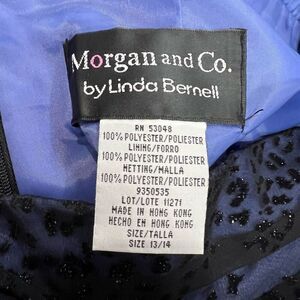 Morgan and Co.
by Linda Bernell
RN 53048
100% POLYESTER/POLIESTER
LINING/FORRO
100% POLYESTER/POLIESTER
NETTING/MALLA
100% POLYESTER/POLIESTER
9350535
LOT/LOTE 11271
MADE IN HONG KONG
HECHO EN HONG KONG
SIZE/TALLA
SIZE 13/14